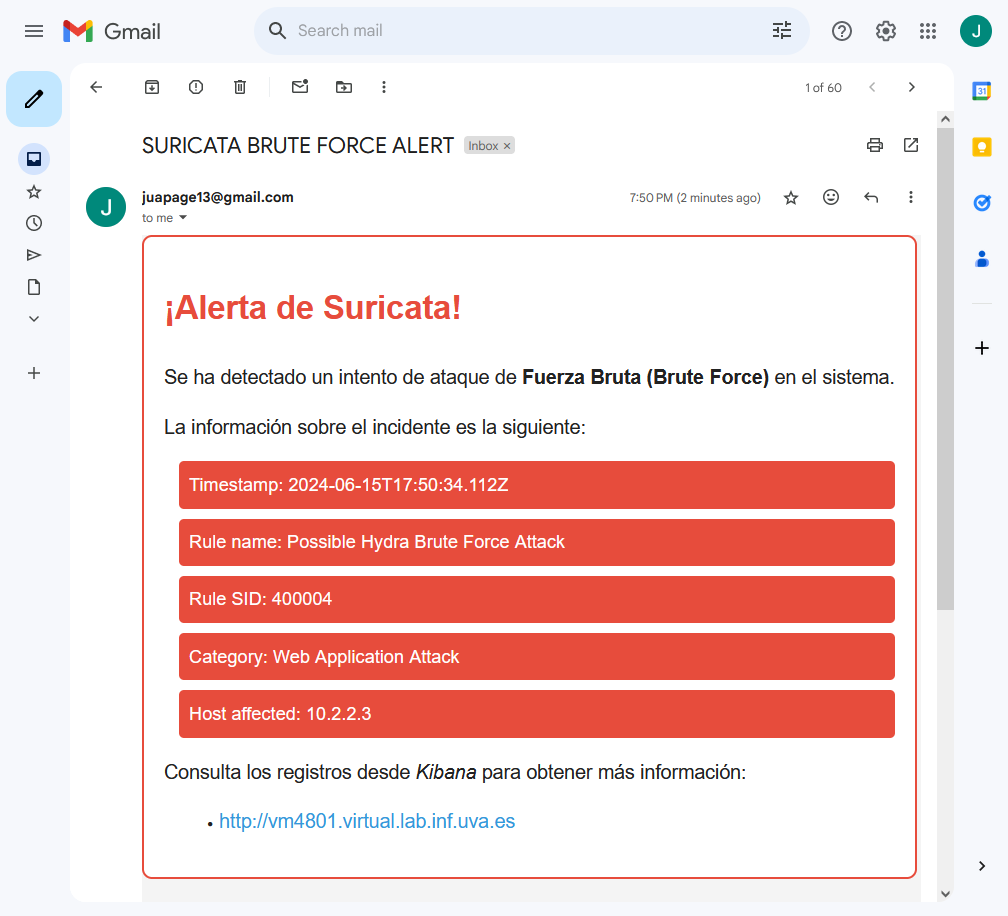 Gmail
Search mail
J
1 of 60
31
SURICATA BRUTE FORCE ALERT Inbox ×
J
juapage13@gmail.com 7:50 PM (2 minutes ago)
to me
¡Alerta de Suricata!
Se ha detectado un intento de ataque de Fuerza Bruta (Brute Force) en el sistema.
La información sobre el incidente es la siguiente:
Timestamp: 2024-06-15T17:50:34.112Z
Rule name: Possible Hydra Brute Force Attack
Rule SID: 400004
Category: Web Application Attack
Host affected: 10.2.2.3
Consulta los registros desde Kibana para obtener más información:
• http://vm4801.virtual.lab.inf.uva.es